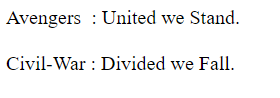 Avengers : United we Stand.
Civil-War : Divided we Fall.